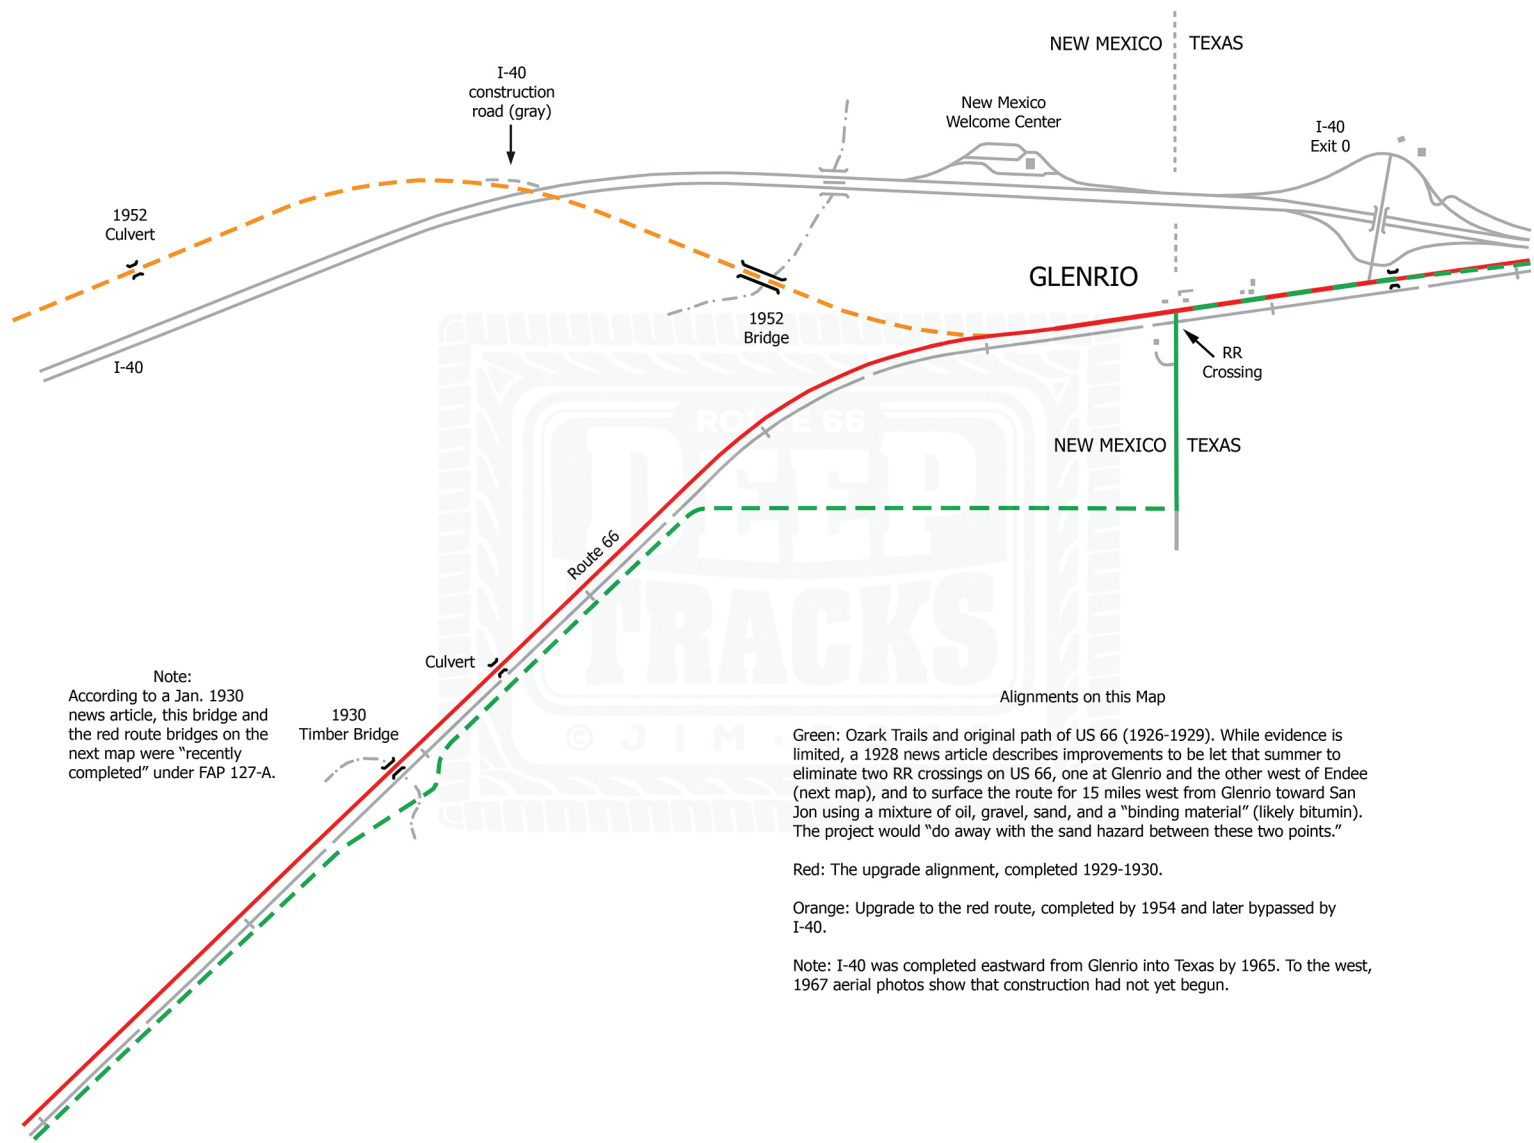 NEW MEXICO
TEXAS
I-40
construction
road (gray)
New Mexico
Welcome Center
I-40
Exit 0
1952
Culvert
GLENRIO
1952
Bridge
I-40
RR
Crossing
ROUTE 66
DEEP
TRACKS
NEW MEXICO
TEXAS
Route 66
Culvert
1930
Timber Bridge
Note:
According to a Jan. 1930
news article, this bridge and
the red route bridges on the
next map were “recently
completed” under FAP 127-A.
Alignments on this Map
Green: Ozark Trails and original path of US 66 (1926-1929). While evidence is
limited, a 1928 news article describes improvements to be let that summer to
eliminate two RR crossings on US 66, one at Glenrio and the other west of Endee
(next map), and to surface the route for 15 miles west from Glenrio toward San
Jon using a mixture of oil, gravel, sand, and a “binding material” (likely bitumin).
The project would “do away with the sand hazard between these two points.”
Red: The upgrade alignment, completed 1929-1930.
Orange: Upgrade to the red route, completed by 1954 and later bypassed by
I-40.
Note: I-40 was completed eastward from Glenrio into Texas by 1965. To the west,
1967 aerial photos show that construction had not yet begun.
© JIM